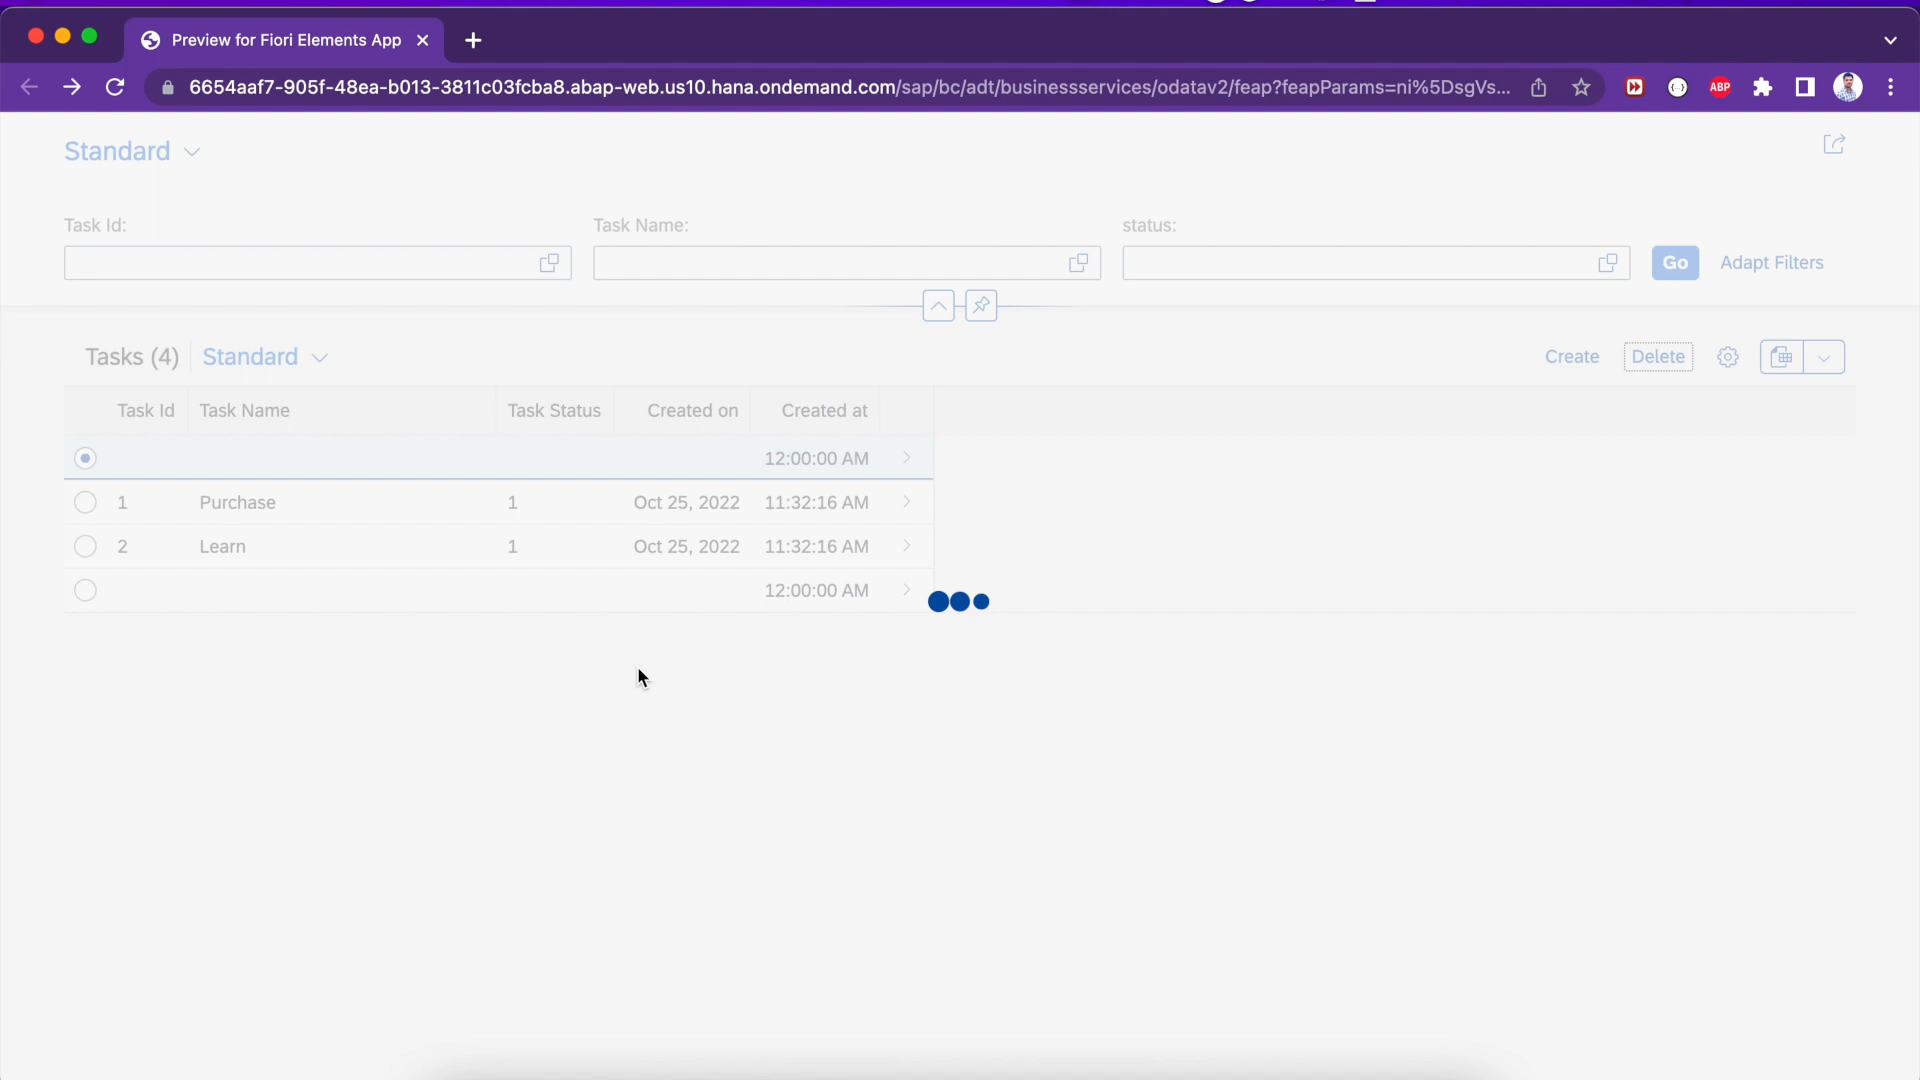 Preview for Fiori Elements App
6654aaf7-905f-48ea-b013-3811c03fcba8.abap-web.us10.hana.ondemand.com/sap/bc/adt/businessservices/odatav2/feap?feapParams=ni%5DsgVs...
ABP
Standard
Task Id: Task Name: status:
Go Adapt Filters
Tasks (4) Standard Create Delete
Task Id Task Name Task Status Created on Created at
12:00:00 AM
1 Purchase 1 Oct 25, 2022 11:32:16 AM
2 Learn 1 Oct 25, 2022 11:32:16 AM
12:00:00 AM